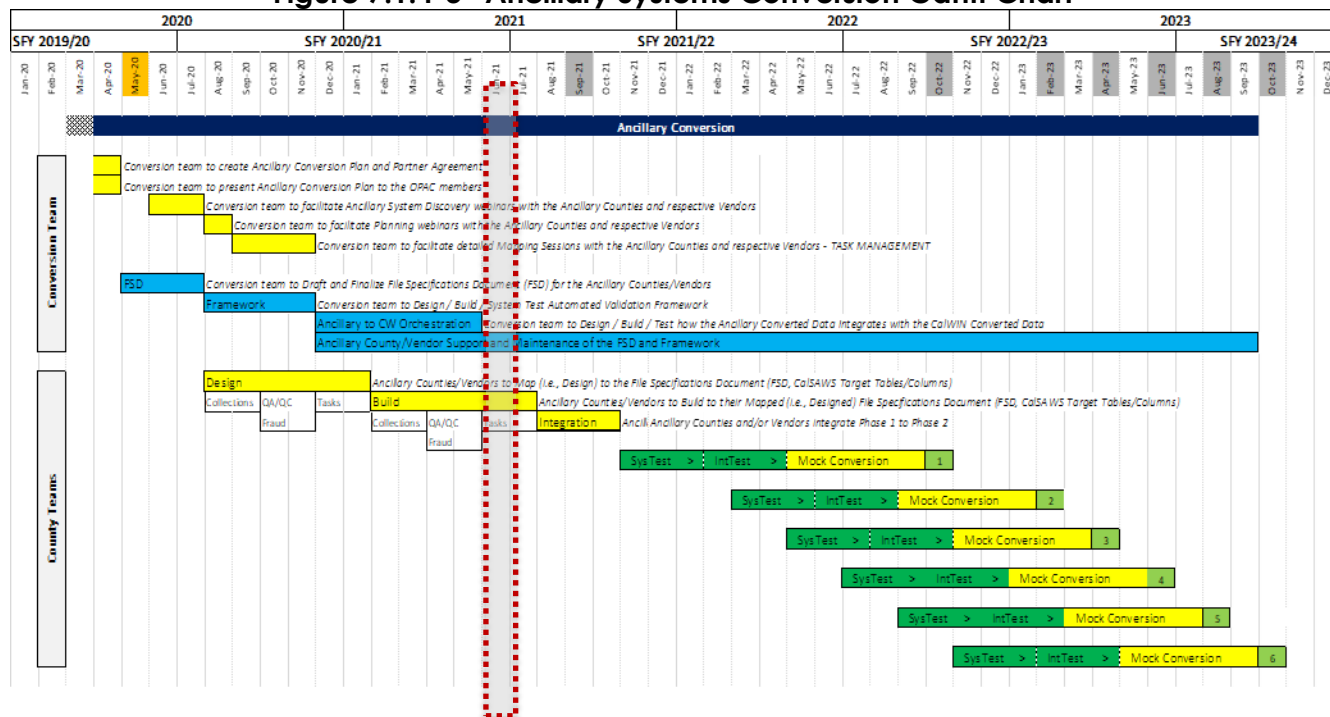 Figure 7.1.1-3 - Ancillary Systems Conversion Gantt Chart
2020 2021 2022 2023
SFY 2019/20 SFY 2020/21 SFY 2021/22 SFY 2022/23 SFY 2023/24
Jan-20 Feb-20 Mar-20 Apr-20 May-20 Jun-20 Jul-20 Aug-20 Sep-20 Oct-20 Nov-20 Dec-20 Jan-21 Feb-21 Mar-21 Apr-21 May-21 Jun-21 Jul-21 Aug-21 Sep-21 Oct-21 Nov-21 Dec-21 Jan-22 Feb-22 Mar-22 Apr-22 May-22 Jun-22 Jul-22 Aug-22 Sep-22 Oct-22 Nov-22 Dec-22 Jan-23 Feb-23 Mar-23 Apr-23 May-23 Jun-23 Jul-23 Aug-23 Sep-23 Oct-23 Nov-23 Dec-23
Ancillary Conversion
Conversion Team
Conversion team to create Ancillary Conversion Plan and Partner Agreement
Conversion team to present Ancillary Conversion Plan to the OPAC members
Conversion team to facilitate Ancillary System Discovery webinars with the Ancillary Counties and respective Vendors
Conversion team to facilitate Planning webinars with the Ancillary Counties and respective Vendors
Conversion team to facilitate detailed Mapping Sessions with the Ancillary Counties and respective Vendors - TASK MANAGEMENT
FSD Conversion team to Draft and Finalize File Specifications Document (FSD) for the Ancillary Counties/Vendors
Framework Conversion team to Design / Build / System Test Automated Validation Framework
Ancillary to CW Orchestration Conversion team to Design / Build / Test how the Ancillary Converted Data Integrates with the CalWIN Converted Data
Ancillary County/Vendor Support and Maintenance of the FSD and Framework
County Teams
Design Ancillary Counties/Vendors to Map (i.e., Design) to the File Specifications Document (FSD, CalSAWS Target Tables/Columns)
Collections QA/QC Tasks Build Ancillary Counties/Vendors to Build to their Mapped (i.e., Designed) File Specifications Document (FSD, CalSAWS Target Tables/Columns)
Fraud Collections QA/QC Tasks Integration Ancill Ancillary Counties and/or Vendors Integrate Phase 1 to Phase 2
Fraud
SysTest > IntTest > Mock Conversion 1
SysTest > IntTest > Mock Conversion 2
SysTest > IntTest > Mock Conversion 3
SysTest > IntTest > Mock Conversion 4
SysTest > IntTest > Mock Conversion 5
SysTest > IntTest > Mock Conversion 6